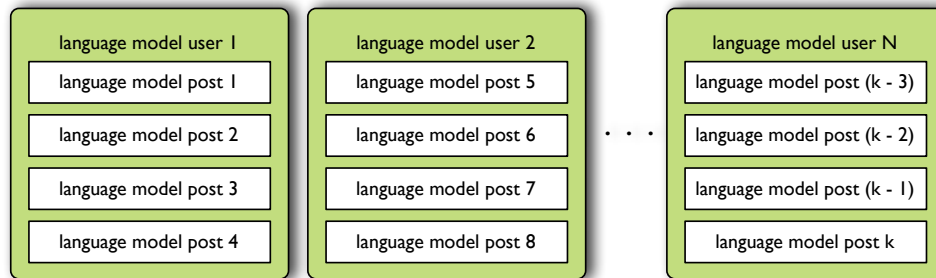 language model user 1
language model post 1
language model post 2
language model post 3
language model post 4
language model user 2
language model post 5
language model post 6
language model post 7
language model post 8
. . . .
language model user N
language model post (k - 3)
language model post (k - 2)
language model post (k - 1)
language model post k